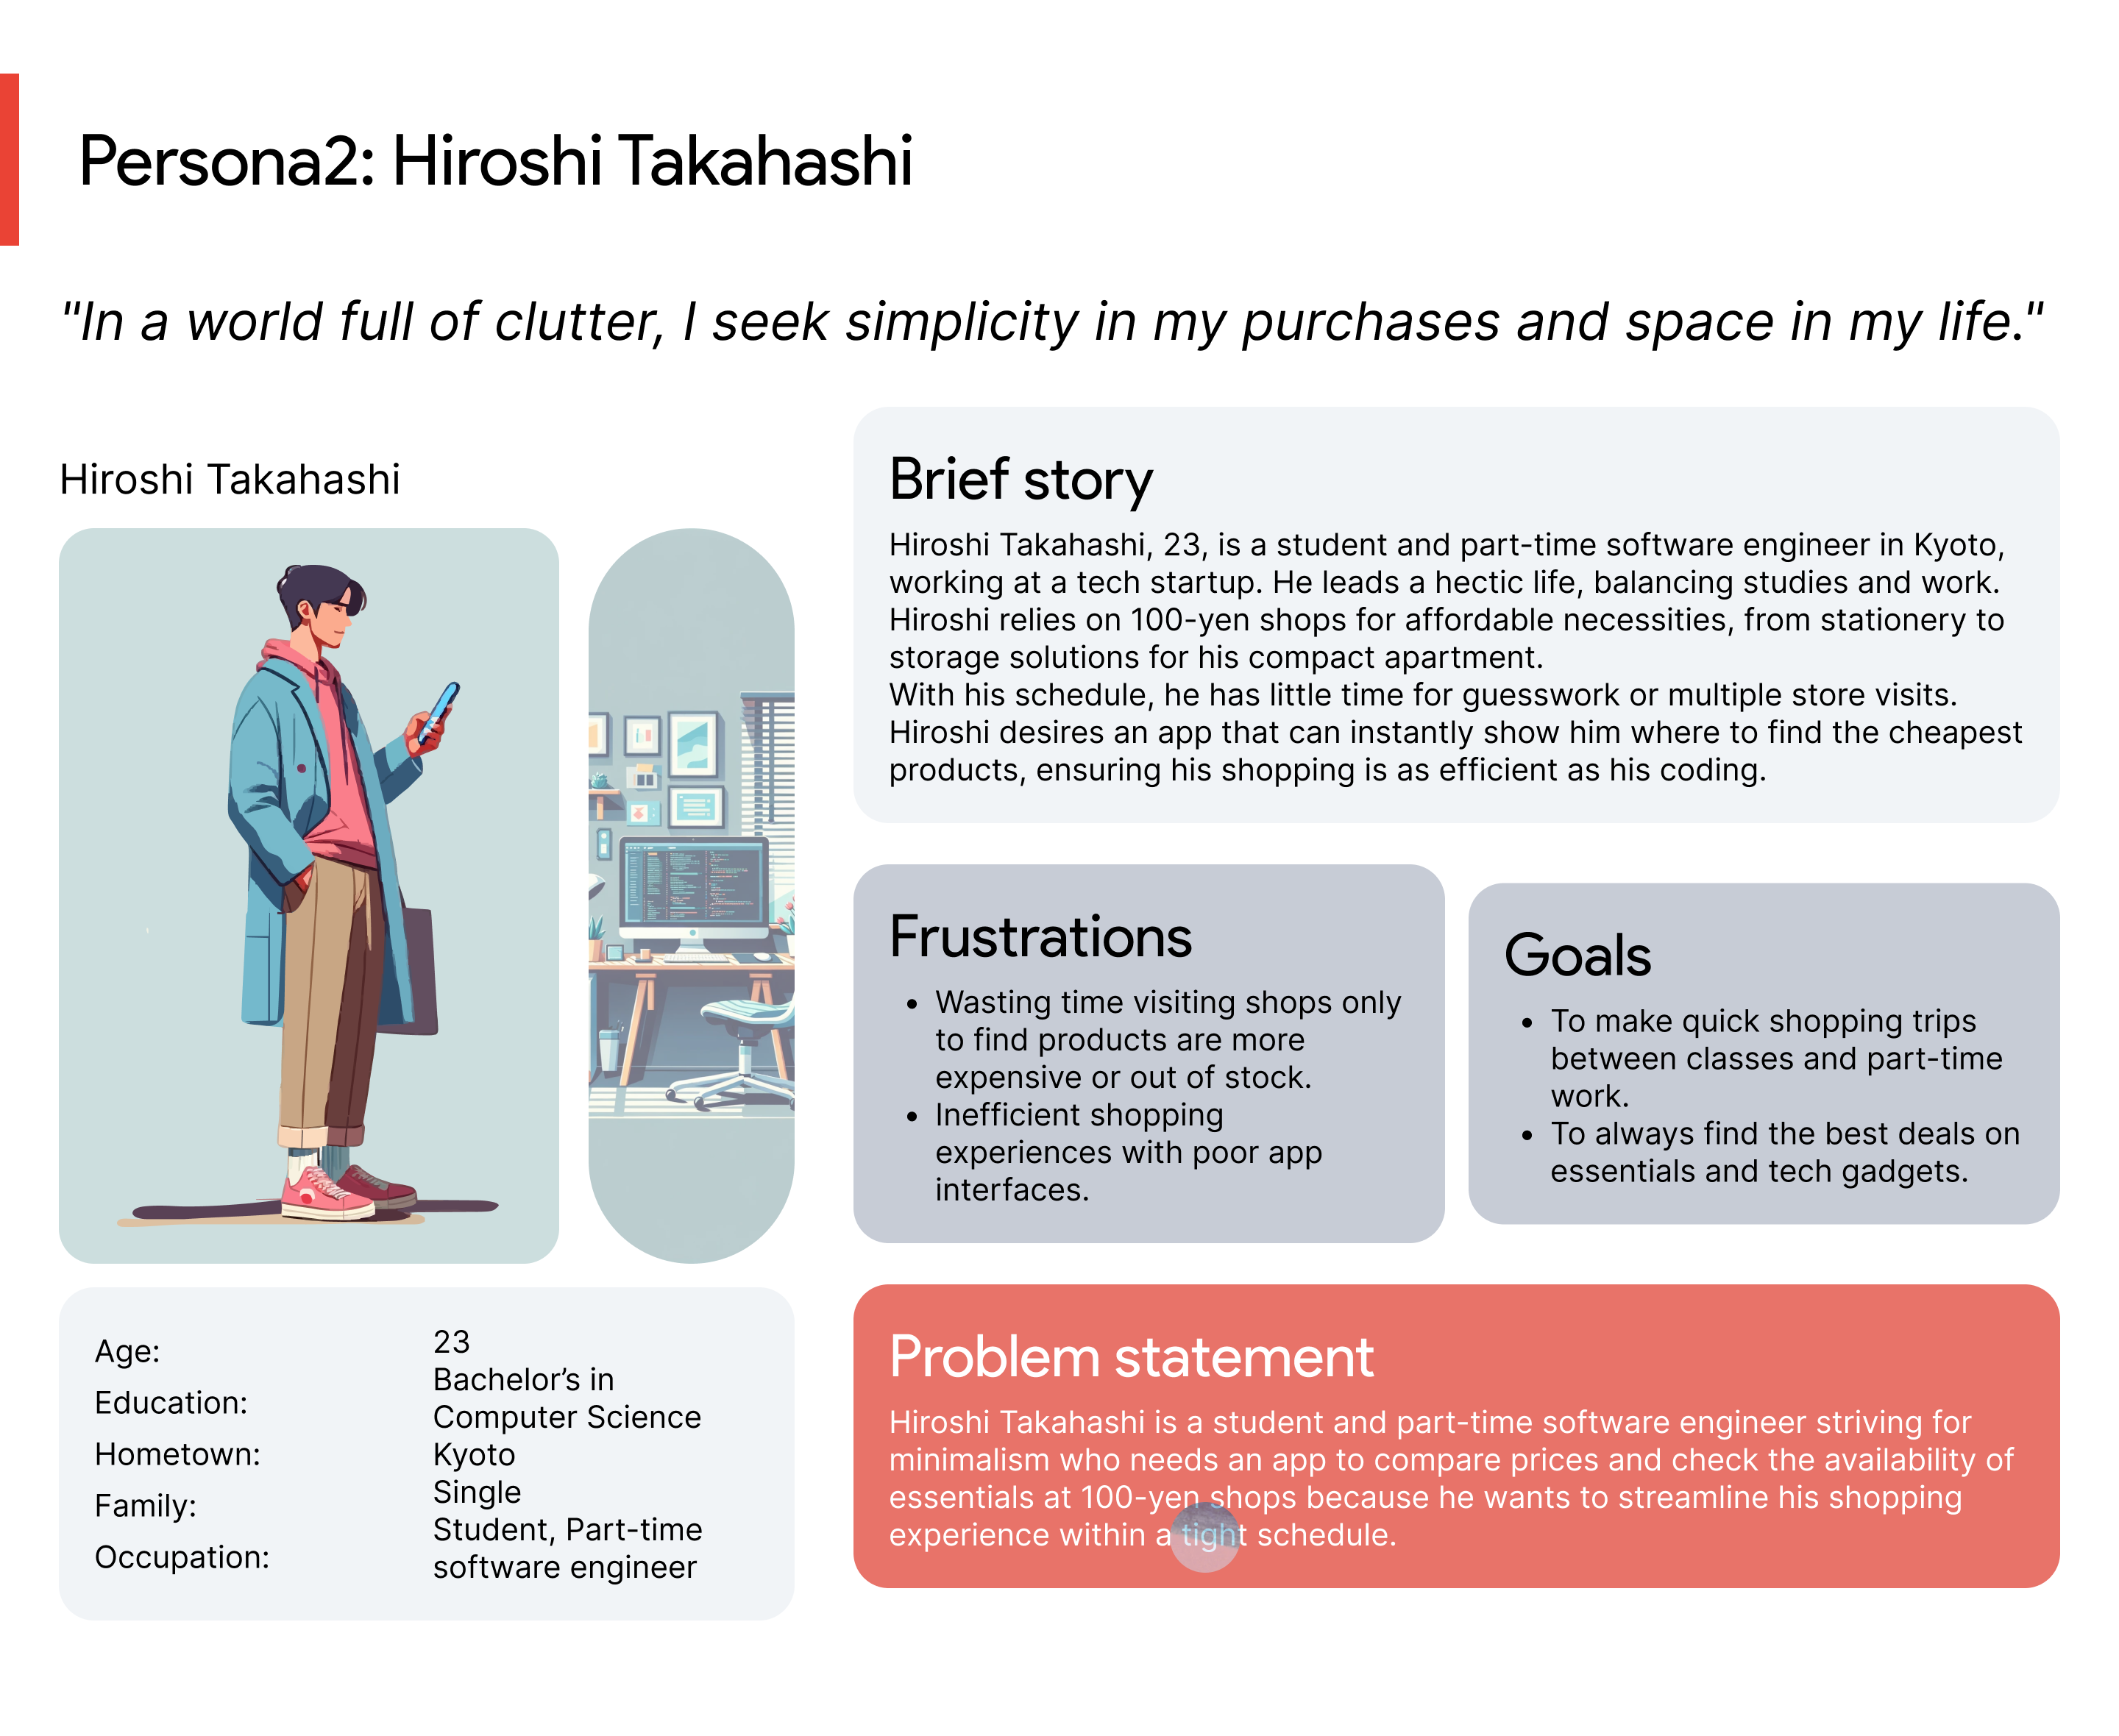 Persona2: Hiroshi Takahashi
"In a world full of clutter, I seek simplicity in my purchases and space in my life."
Hiroshi Takahashi
Brief story
Hiroshi Takahashi, 23, is a student and part-time software engineer in Kyoto,
working at a tech startup. He leads a hectic life, balancing studies and work.
Hiroshi relies on 100-yen shops for affordable necessities, from stationery to
storage solutions for his compact apartment.
With his schedule, he has little time for guesswork or multiple store visits.
Hiroshi desires an app that can instantly show him where to find the cheapest
products, ensuring his shopping is as efficient as his coding.
Frustrations
• Wasting time visiting shops only
to find products are more
expensive or out of stock.
• Inefficient shopping
experiences with poor app
interfaces.
Goals
• To make quick shopping trips
between classes and part-time
work.
• To always find the best deals on
essentials and tech gadgets.
Age:
Education:
Hometown:
Family:
Occupation:
23
Bachelor’s in
Computer Science
Kyoto
Single
Student, Part-time
software engineer
Problem statement
Hiroshi Takahashi is a student and part-time software engineer striving for
minimalism who needs an app to compare prices and check the availability of
essentials at 100-yen shops because he wants to streamline his shopping
experience within a tight schedule.